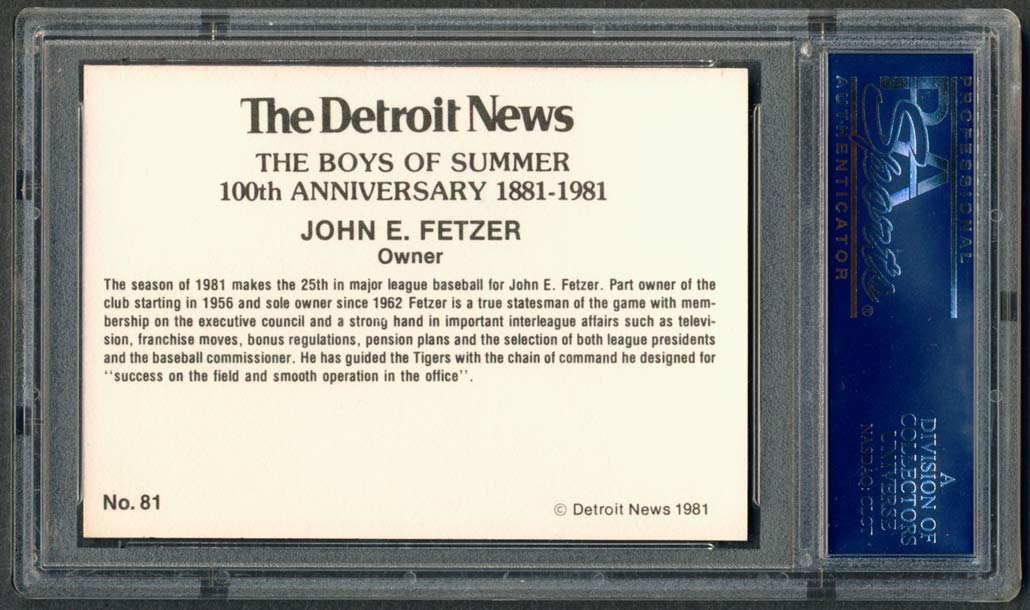 The Detroit News
THE BOYS OF SUMMER
100th ANNIVERSARY 1881-1981
JOHN E. FETZER
Owner
The season of 1981 makes the 25th in major league baseball for John E. Fetzer. Part owner of the
club starting in 1956 and sole owner since 1962 Fetzer is a true statesman of the game with mem-
bership on the executive council and a strong hand in important interleague affairs such as televi-
sion, franchise moves, bonus regulations, pension plans and the selection of both league presidents
and the baseball commissioner. He has guided the Tigers with the chain of command he designed for
‘‘success on the field and smooth operation in the office’’.
No. 81
© Detroit News 1981
PROFESSIONAL
PSA
Sports
®
AUTHENTICATOR
A
DIVISION OF
COLLECTORS
UNIVERSE
NASDAQ: CLCT